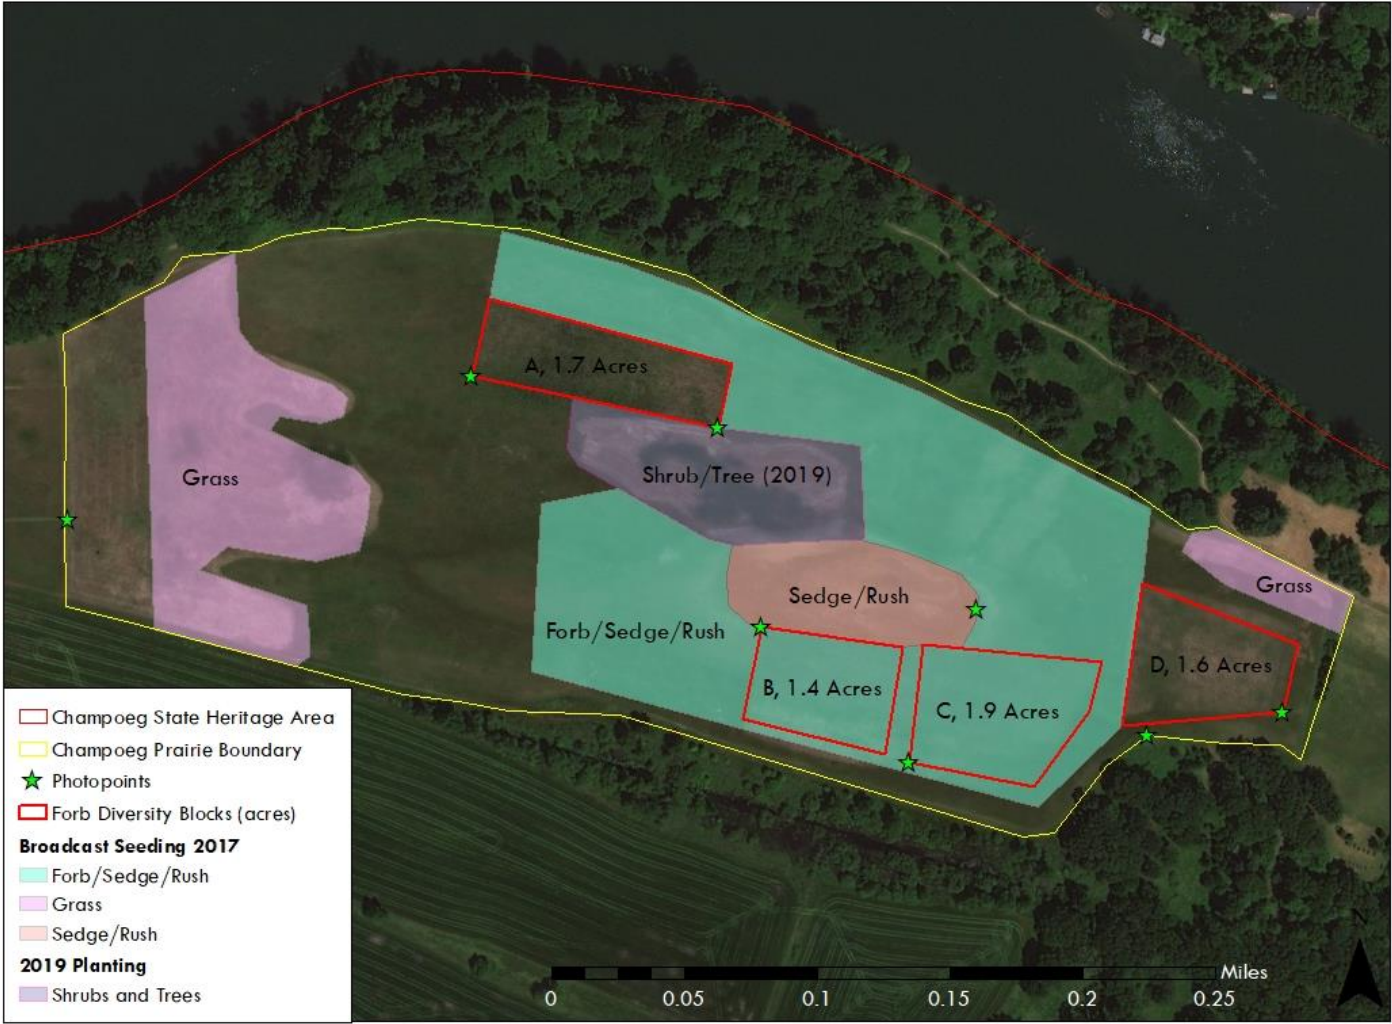 A, 1.7 Acres
Shrub/Tree (2019)
Grass
Grass
Sedge/Rush
Forb/Sedge/Rush
D, 1.6 Acres
B, 1.4 Acres
C, 1.9 Acres
Champoeg State Heritage Area
Champoeg Prairie Boundary
Photopoints
Forb Diversity Blocks (acres)
Broadcast Seeding 2017
Forb/Sedge/Rush
Grass
Sedge/Rush
2019 Planting
Shrubs and Trees
N
Miles
0 0.05 0.1 0.15 0.2 0.25